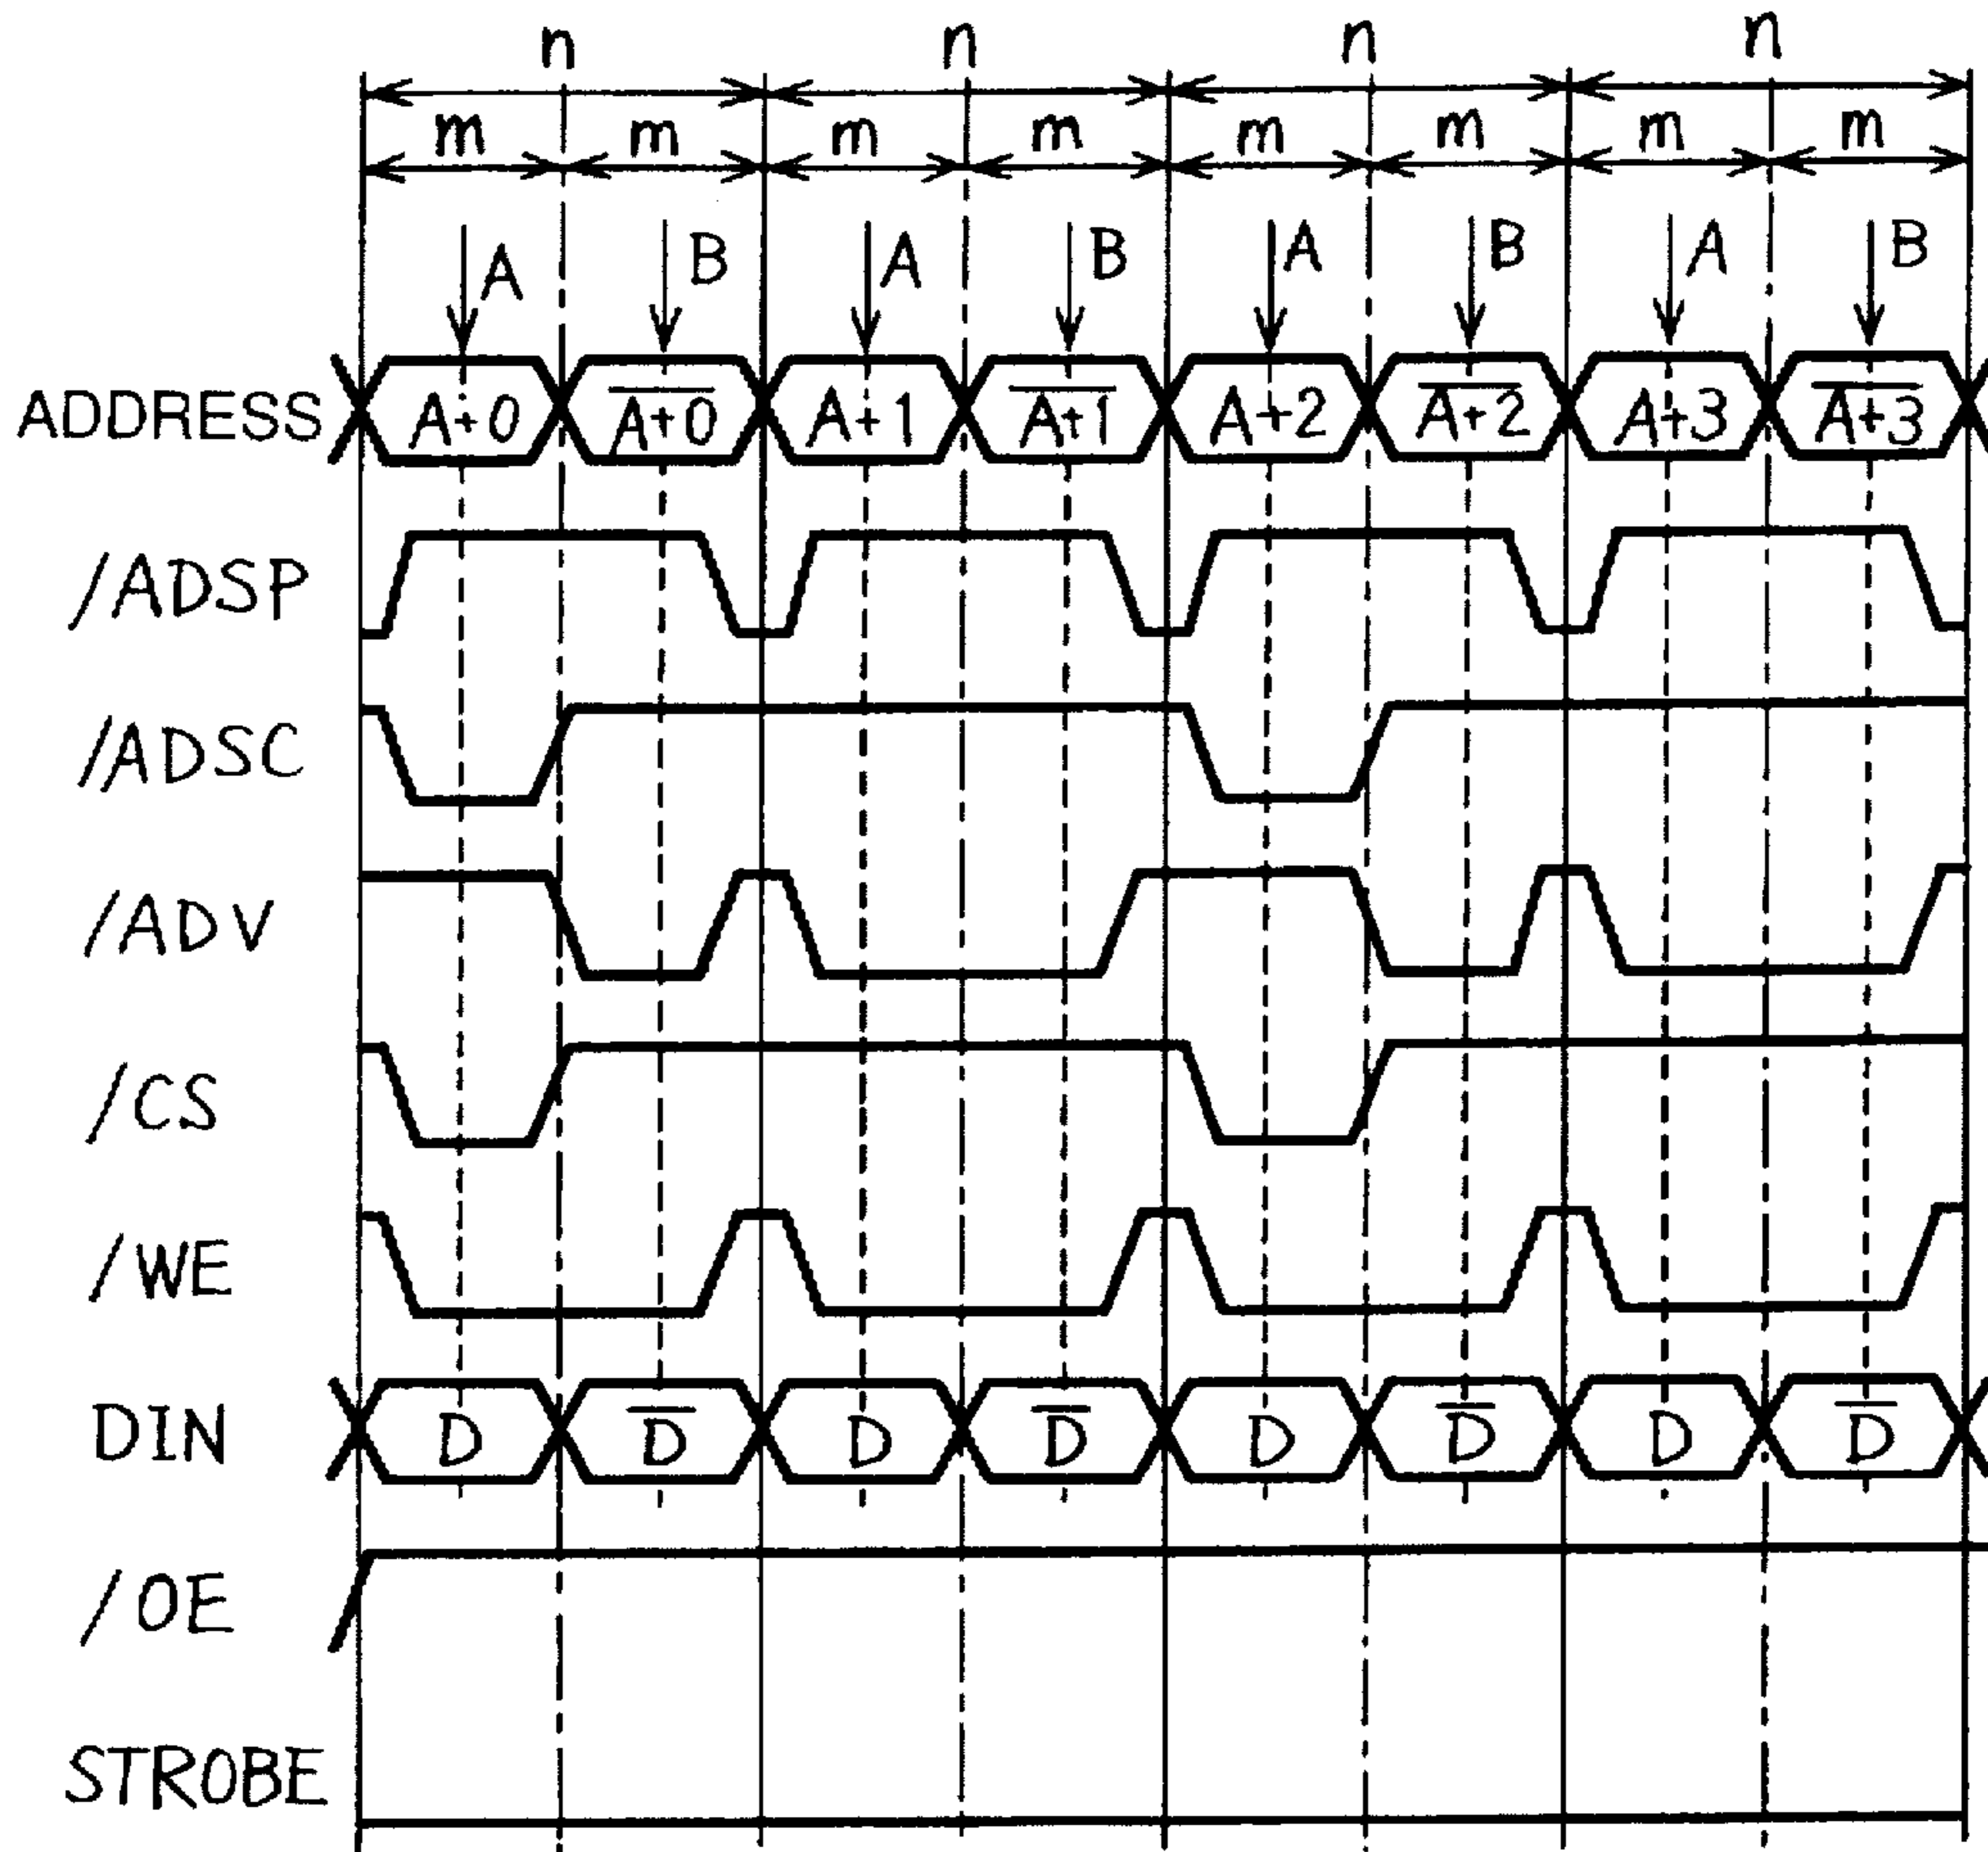 n n n n
m m m m m m m m
A B A B A B A B
ADDRESS A+0 A̅+̅0̅ A+1 A̅+̅1̅ A+2 A̅+̅2̅ A+3 A̅+̅3̅
/ADSP
/ADSC
/ADV
/CS
/WE
DIN D D̅ D D̅ D D̅ D D̅
/OE
STROBE